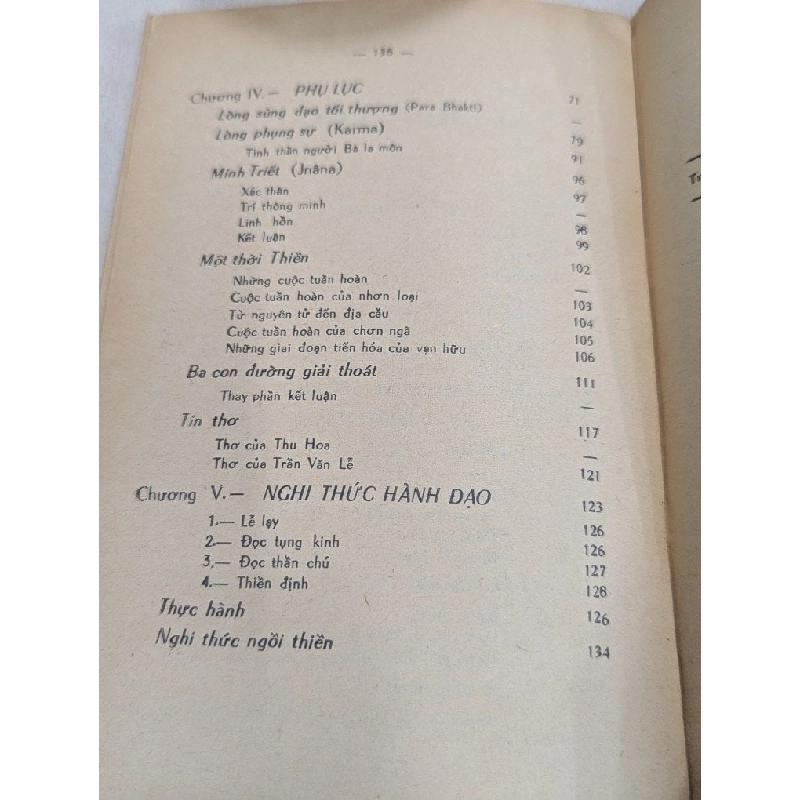 — 136 —
Chương IV.— PHỤ LỤC 71
Lòng sùng đạo tối thượng (Para Bhakti) —
Lòng phụng sự (Karma) 79
Tinh thần người Bà la môn 91
Minh Triết (Jnâna) 96
Xác thân 97
Trí thông minh —
Linh hồn 98
Kết luận 99
Một thời Thiền 102
Những cuộc tuần hoàn —
Cuộc tuần hoàn của nhơn loại 103
Từ nguyên tử đến địa cầu 104
Cuộc tuần hoàn của chơn ngã 105
Những giai đoạn tiến hóa của vạn hữu 106
Ba con đường giải thoát 111
Thay phần kết luận —
Tin thơ 117
Thơ của Thu Hoa —
Thơ của Trần Văn Lễ 121
Chương V.— NGHI THỨC HÀNH ĐẠO 123
1.— Lễ lạy 126
2.— Đọc tụng kinh 126
3,— Đọc thần chú 127
4.— Thiền định 128
Thực hành 126
Nghi thức ngồi thiền 134